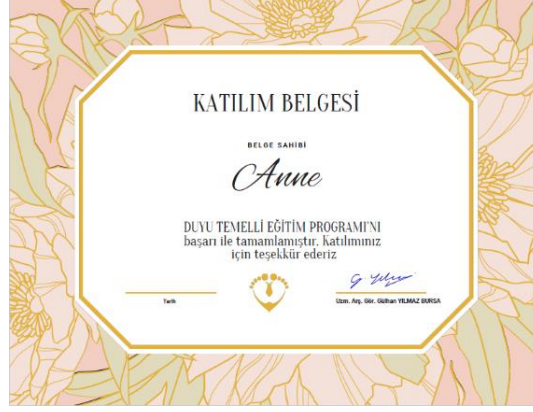 KATILIM BELGESİ
BELGE SAHİBİ
Anne
DUYU TEMELLİ EĞİTİM PROGRAMI'NI
başarı ile tamamlamıştır. Katılımınız
için teşekkür ederiz
Tarih
Uzm. Arş. Gör. Gülhan YILMAZ BURSA